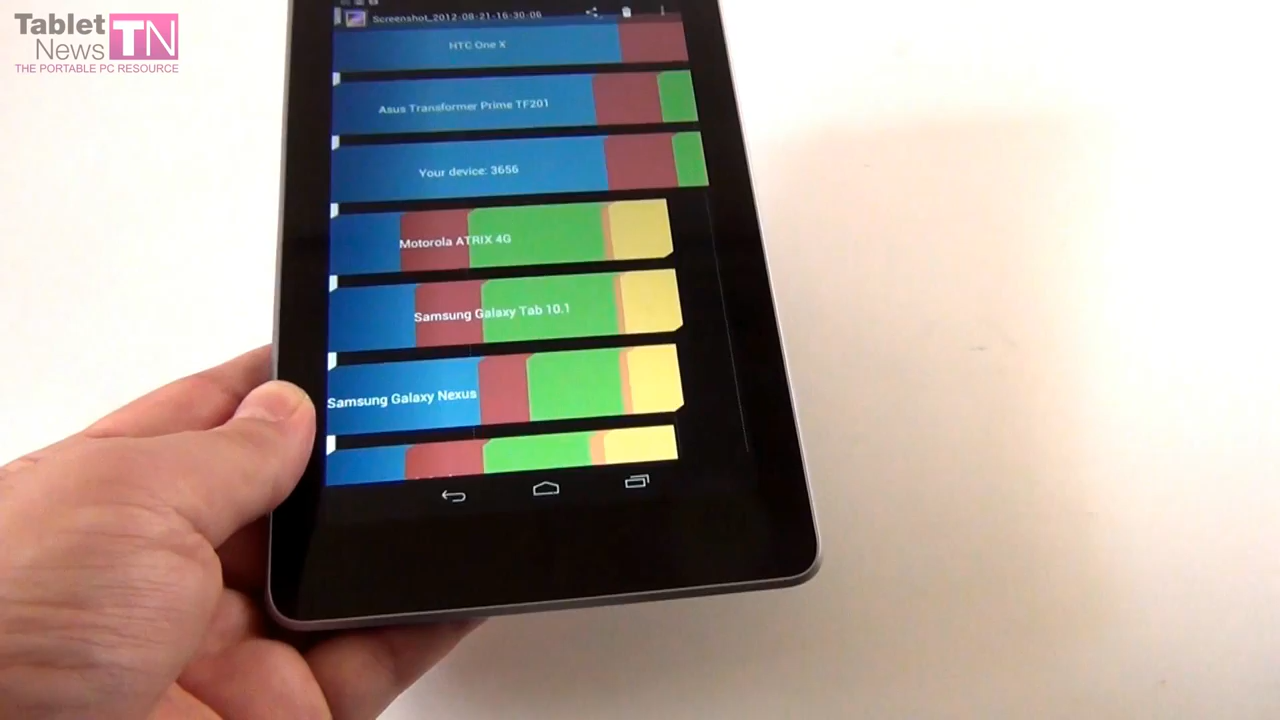 Tablet
News TN
THE PORTABLE PC RESOURCE
Screenshot_2012-08-21-16-30-06
HTC One X
Asus Transformer Prime TF201
Your device: 3656
Motorola ATRIX 4G
Samsung Galaxy Tab 10.1
Samsung Galaxy Nexus